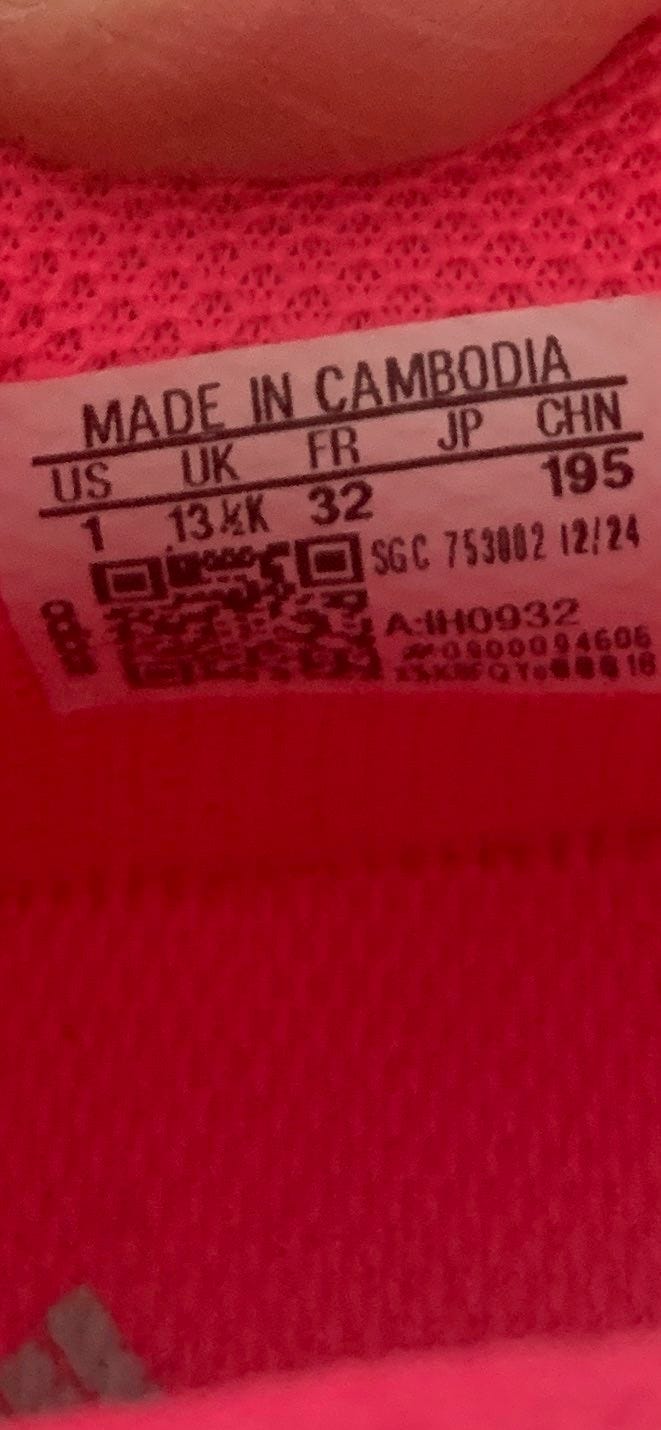 MADE IN CAMBODIA
US UK FR JP CHN
1 13½K 32 195
SGC 753002 12/24
A:IH0932